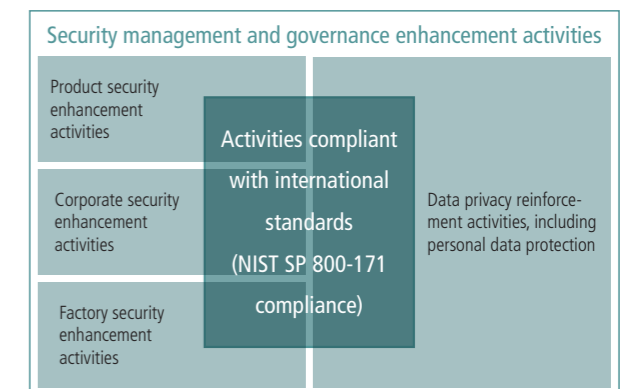 Security management and governance enhancement activities
Product security
enhancement
activities
Corporate security
enhancement
activities
Factory security
enhancement
activities
Activities compliant
with international
standards
(NIST SP 800-171
compliance)
Data privacy reinforce-
ment activities, including
personal data protection